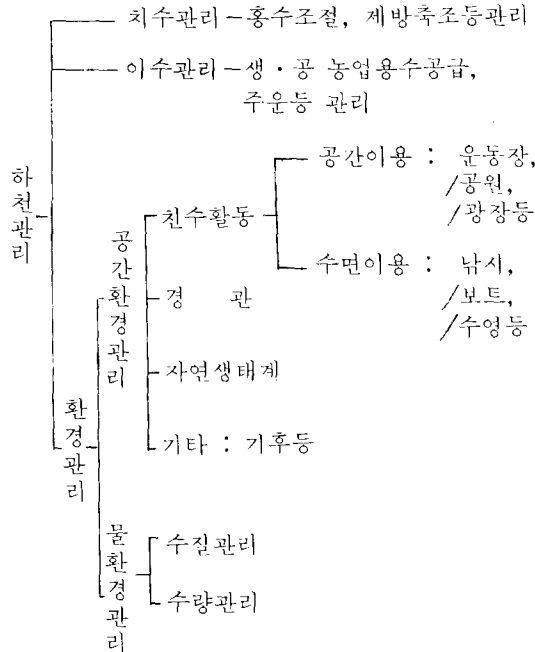 치수관리 – 홍수조절, 제방축조등관리
이수관리 – 생·공 농업용수공급,
주운등 관리
하천관리
공간이용 : 운동장,
/공원,
/광장등
친수활동
수면이용 : 낚시,
/보트,
/수영등
공간환경관리
경 관
자연생태계
환경관리
기타 : 기후등
물환경관리
수질관리
수량관리